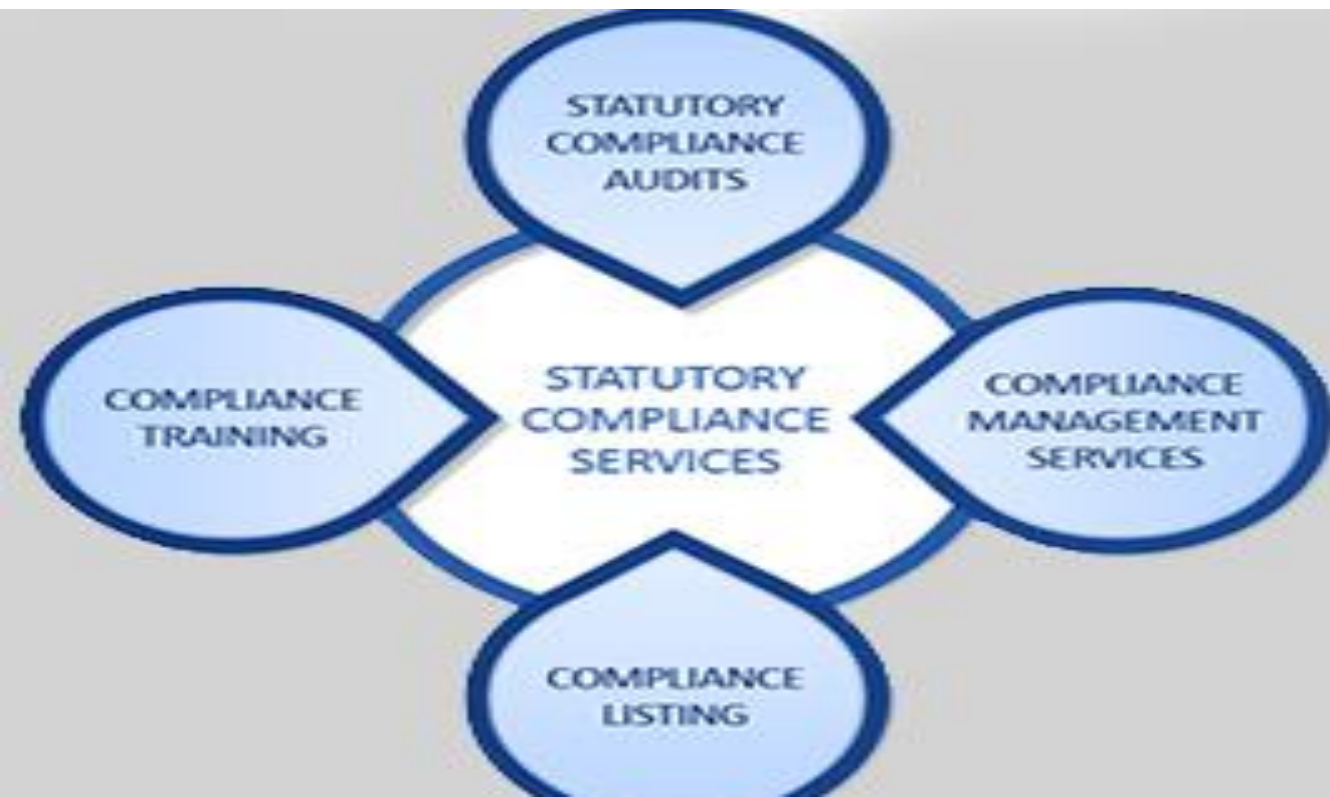 STATUTORY
COMPLIANCE
AUDITS
COMPLIANCE
TRAINING
STATUTORY
COMPLIANCE
SERVICES
COMPLIANCE
MANAGEMENT
SERVICES
COMPLIANCE
LISTING